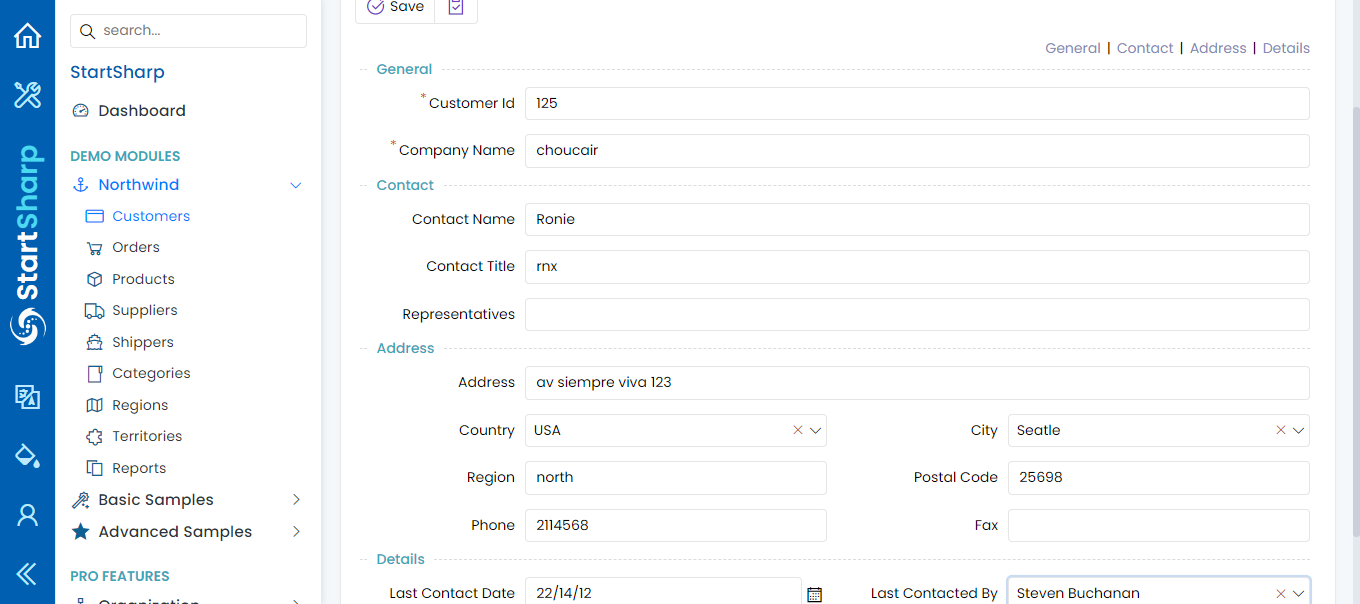 Save
search...
StartSharp
Dashboard
DEMO MODULES
Northwind
Customers
Orders
Products
Suppliers
Shippers
Categories
Regions
Territories
Reports
Basic Samples
Advanced Samples
PRO FEATURES
Organization
StartSharp
General | Contact | Address | Details
General
*Customer Id 125
*Company Name choucair
Contact
Contact Name Ronie
Contact Title rnx
Representatives
Address
Address av siempre viva 123
Country USA City Seatle
Region north Postal Code 25698
Phone 2114568 Fax
Details
Last Contact Date 22/14/12 Last Contacted By Steven Buchanan